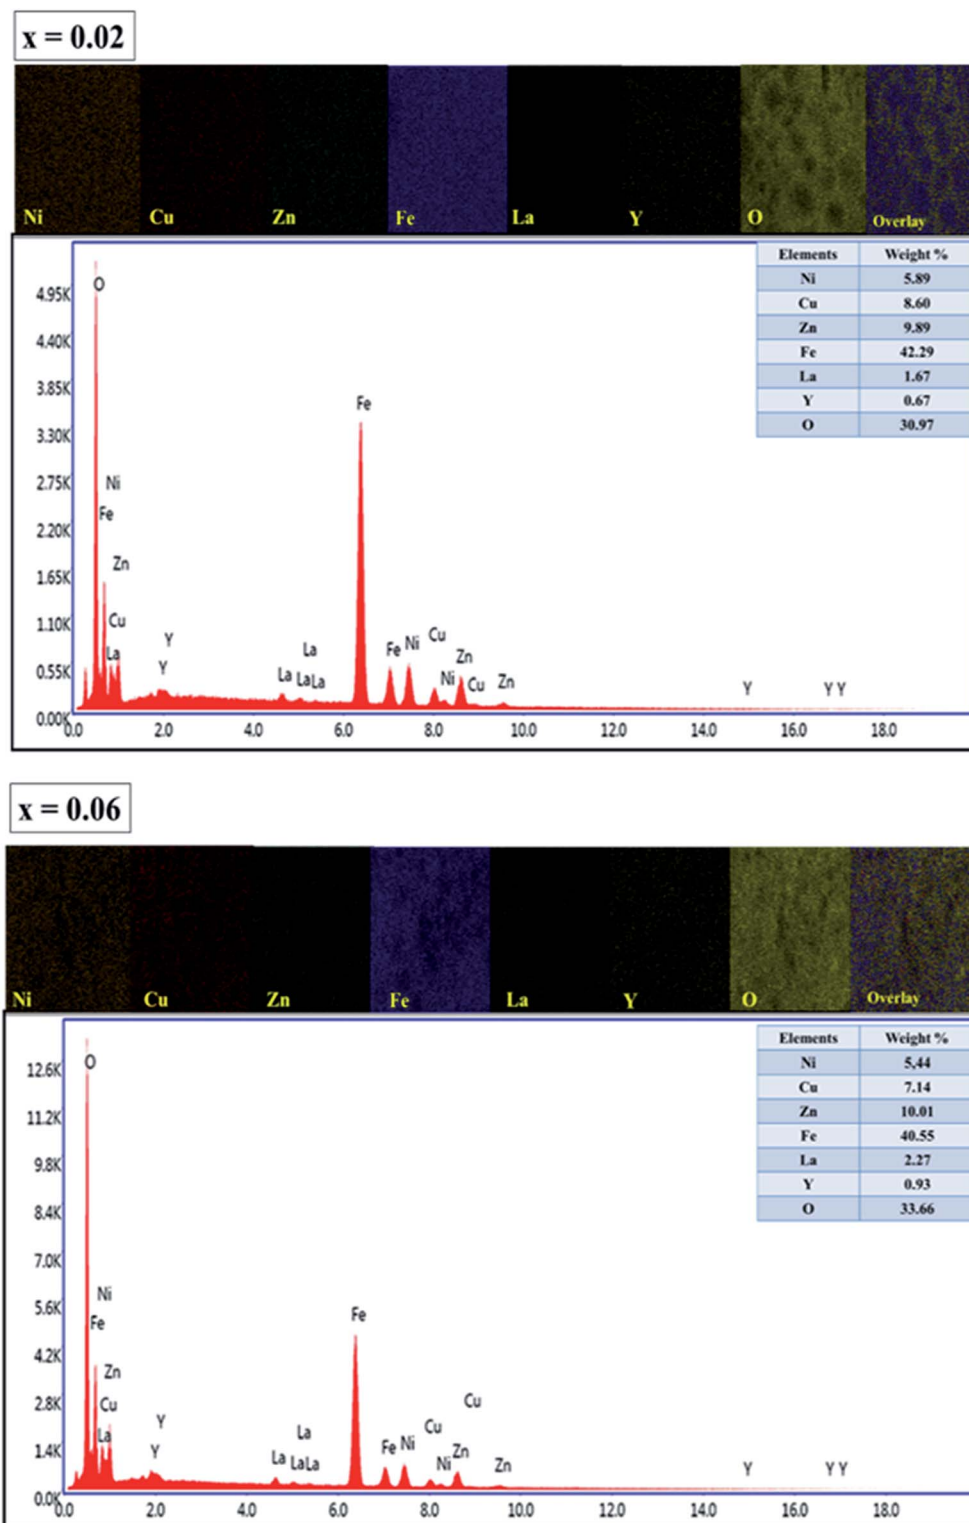 x = 0.02
Ni Cu Zn Fe La Y O Overlay
Elements Weight %
Ni 5.89
Cu 8.60
Zn 9.89
Fe 42.29
La 1.67
Y 0.67
O 30.97
4.95K
4.40K
3.85K
3.30K
2.75K
2.20K
1.65K
1.10K
0.55K
0.00K
O
Ni
Fe
Zn
Cu
La
Y
Y
La
La
La La
Fe
Fe
Ni
Cu
Ni
Zn
Cu
Zn
Y
Y Y
0.0 2.0 4.0 6.0 8.0 10.0 12.0 14.0 16.0 18.0
x = 0.06
Ni Cu Zn Fe La Y O Overlay
Elements Weight %
Ni 5,44
Cu 7.14
Zn 10.01
Fe 40.55
La 2.27
Y 0.93
O 33.66
12.6K
11.2K
9.8K
8.4K
7.0K
5.6K
4.2K
2.8K
1.4K
0.0K
O
Ni
Fe
Zn
Cu
La
Y
Y
La
La
La La
Fe
Fe
Ni
Cu
Ni
Zn
Cu
Zn
Y
Y Y
0.0 2.0 4.0 6.0 8.0 10.0 12.0 14.0 16.0 18.0